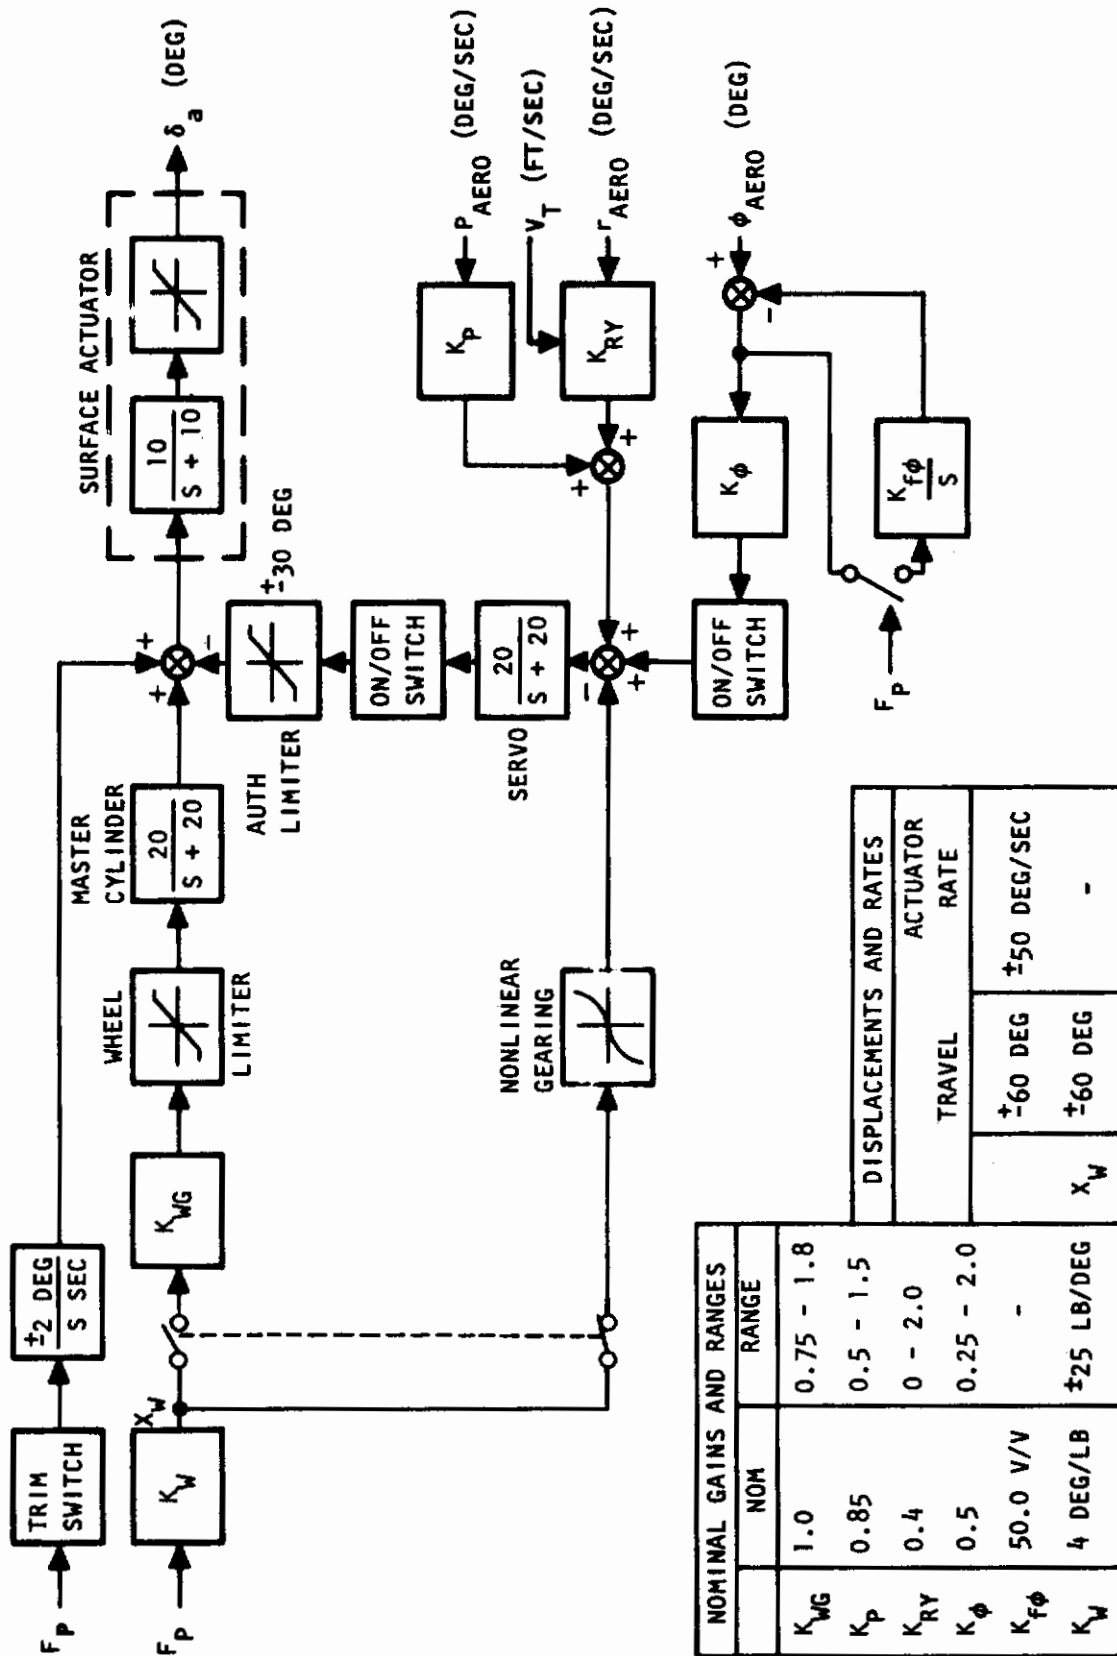 SURFACE ACTUATOR
F_P
TRIM
SWITCH
±2 DEG
S SEC
F_P
K_W
X_W
K_WG
WHEEL
LIMITER
MASTER
CYLINDER
20
S + 20
+
+
-
10
S + 10
δ_a (DEG)
AUTH
LIMITER
±30 DEG
ON/OFF
SWITCH
SERVO
20
S + 20
NONLINEAR
GEARING
-
+
+
K_P
P_AERO (DEG/SEC)
V_T (FT/SEC)
K_RY
r_AERO (DEG/SEC)
+
+
ON/OFF
SWITCH
K_ϕ
+
-
ϕ_AERO (DEG)
F_P
K_fϕ
S
NOMINAL GAINS AND RANGES
NOM RANGE
K_WG 1.0 0.75 - 1.8
K_P 0.85 0.5 - 1.5
K_RY 0.4 0 - 2.0
K_ϕ 0.5 0.25 - 2.0
K_fϕ 50.0 V/V -
K_W 4 DEG/LB ±25 LB/DEG
DISPLACEMENTS AND RATES
TRAVEL ACTUATOR
RATE
±60 DEG ±50 DEG/SEC
X_W ±60 DEG -